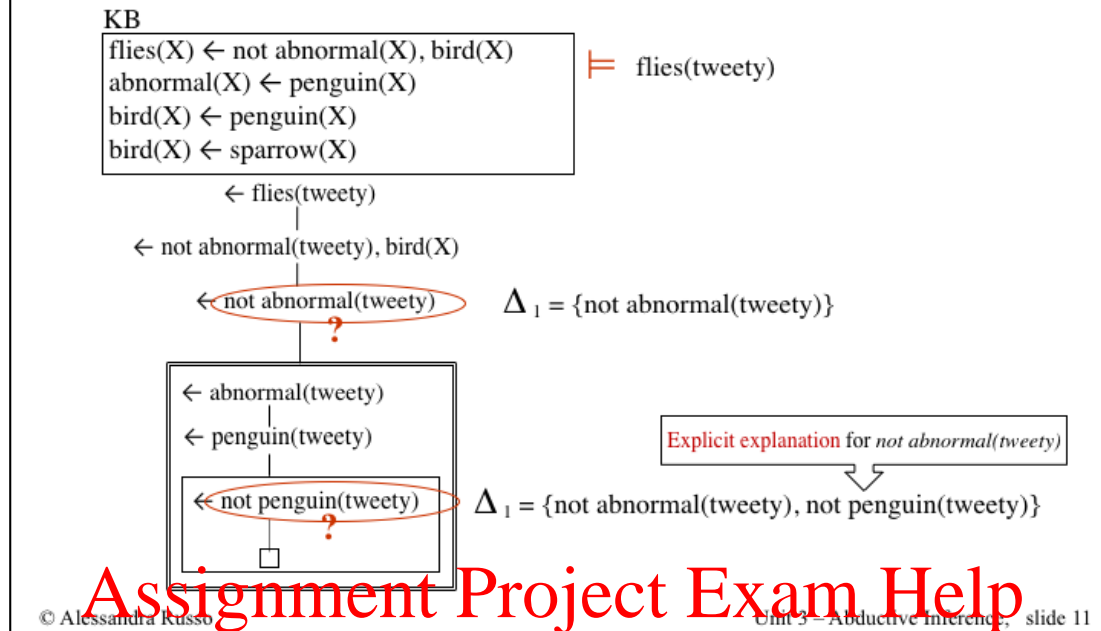 KB
flies(X) ← not abnormal(X), bird(X)
abnormal(X) ← penguin(X)
bird(X) ← penguin(X)
bird(X) ← sparrow(X)
⊨ flies(tweety)
← flies(tweety)
← not abnormal(tweety), bird(X)
← not abnormal(tweety)
?
Δ 1 = {not abnormal(tweety)}
← abnormal(tweety)
← penguin(tweety)
Explicit explanation for not abnormal(tweety)
← not penguin(tweety)
?
Δ 1 = {not abnormal(tweety), not penguin(tweety)}
Assignment Project Exam Help
© Alessandra Russo
Unit 3 – Abductive Inference, slide 11